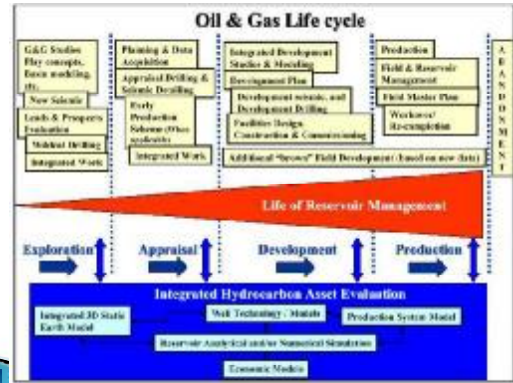 Oil & Gas Life cycle
G&G Studies
Play concepts,
Basin modeling,
etc.
New Seismic
Leads & Prospects
Evaluation
Wildcat Drilling
Integrated Work
Planning & Data
Acquisition
Appraisal Drilling &
Seismic Detailing
Early
Production
Scheme (When
applicable)
Integrated Work
Integrated Development
Studies & Modeling
Development Plan
Development seismic, and
Development Drilling
Facilities Design,
Construction & Commissioning
Additional "brown" Field Development (based on new data)
Production
Field & Reservoir
Management
Field Master Plan
Workover/
Re-completion
ABANDONMENT
Life of Reservoir Management
Exploration
Appraisal
Development
Production
Integrated Hydrocarbon Asset Evaluation
Integrated 3D Static
Earth Model
Well Technology / Models
Production System Model
Reservoir Analytical and/or Numerical Simulation
Economic Models